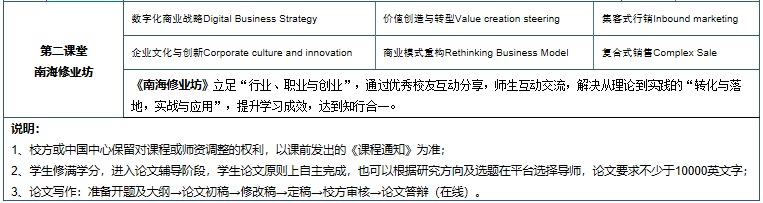 第二课堂
南海修业坊
数字化商业战略Digital Business Strategy
价值创造与转型Value creation steering
集客式行销Inbound marketing
企业文化与创新Corporate culture and innovation
商业模式重构Rethinking Business Model
复合式销售Complex Sale
《南海修业坊》立足“行业、职业与创业”，通过优秀校友互动分享，师生互动交流，解决从理论到实践的“转化与落
地，实战与应用”，提升学习成效，达到知行合一。
说明：
1、校方或中国中心保留对课程或师资调整的权利，以课前发出的《课程通知》为准；
2、学生修满学分，进入论文辅导阶段，学生论文原则上自主完成，也可以根据研究方向及选题在平台选择导师，论文要求不少于10000英文字；
3、论文写作：准备开题及大纲→论文初稿→修改稿→定稿→校方审核→论文答辩（在线）。